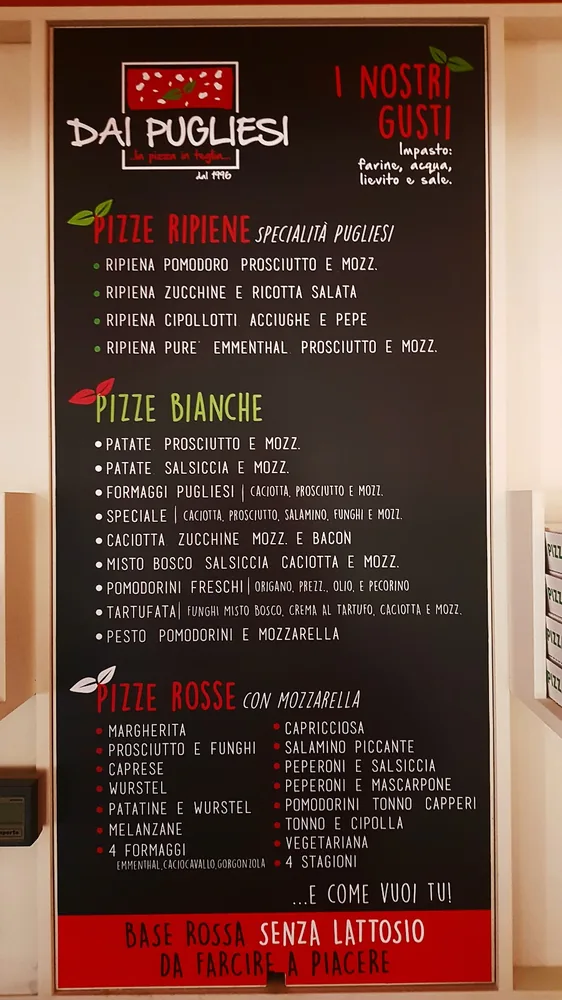 DAI PUGLIESI
...la pizza in teglia...
dal 1996
I NOSTRI
GUSTI
Impasto:
farine, acqua,
lievito e sale.
PIZZE RIPIENE SPECIALITÀ PUGLIESI
RIPIENA POMODORO PROSCIUTTO E MOZZ.
RIPIENA ZUCCHINE E RICOTTA SALATA
RIPIENA CIPOLLOTTI ACCIUGHE E PEPE
RIPIENA PURE' EMMENTHAL PROSCIUTTO E MOZZ.
PIZZE BIANCHE
PATATE PROSCIUTTO E MOZZ.
PATATE SALSICCIA E MOZZ.
FORMAGGI PUGLIESI | CACIOTTA, PROSCIUTTO E MOZZ.
SPECIALE | CACIOTTA, PROSCIUTTO, SALAMINO, FUNGHI E MOZZ.
CACIOTTA ZUCCHINE MOZZ. E BACON
MISTO BOSCO SALSICCIA CACIOTTA E MOZZ.
POMODORINI FRESCHI | ORIGANO, PREZZ., OLIO, E PECORINO
TARTUFATA | FUNGHI MISTO BOSCO, CREMA AL TARTUFO, CACIOTTA E MOZZ.
PESTO POMODORINI E MOZZARELLA
PIZZE ROSSE CON MOZZARELLA
MARGHERITA
PROSCIUTTO E FUNGHI
CAPRESE
WURSTEL
PATATINE E WURSTEL
MELANZANE
4 FORMAGGI
EMMENTHAL,CACIOCAVALLO,GORGONZOLA
CAPRICCIOSA
SALAMINO PICCANTE
PEPERONI E SALSICCIA
PEPERONI E MASCARPONE
POMODORINI TONNO CAPPERI
TONNO E CIPOLLA
VEGETARIANA
4 STAGIONI
...E COME VUOI TU!
BASE ROSSA SENZA LATTOSIO
DA FARCIRE A PIACERE